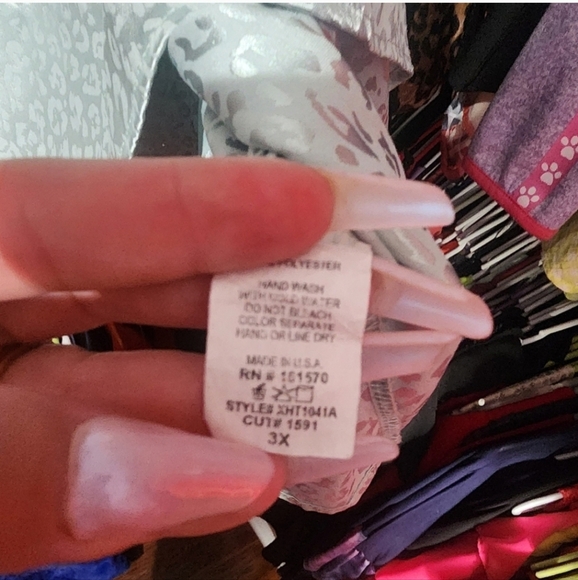 POLYESTER
HAND WASH
WITH COLD WATER
DO NOT BLEACH
COLOR SEPARATE
HANG OR LINE DRY
MADE IN U.S.A.
RN # 161570
STYLE# XHT1041A
CUT# 1591
3X